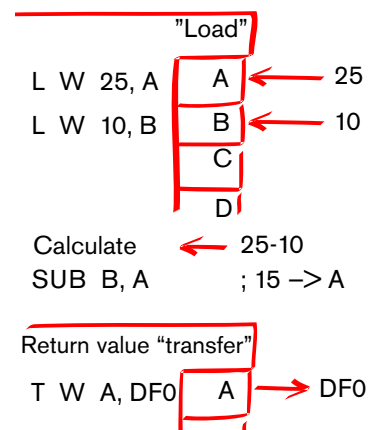 "Load"
L W 25, A A 25
L W 10, B B 10
C
D
Calculate 25-10
SUB B, A ; 15 –> A
Return value “transfer”
T W A, DF0 A DF0